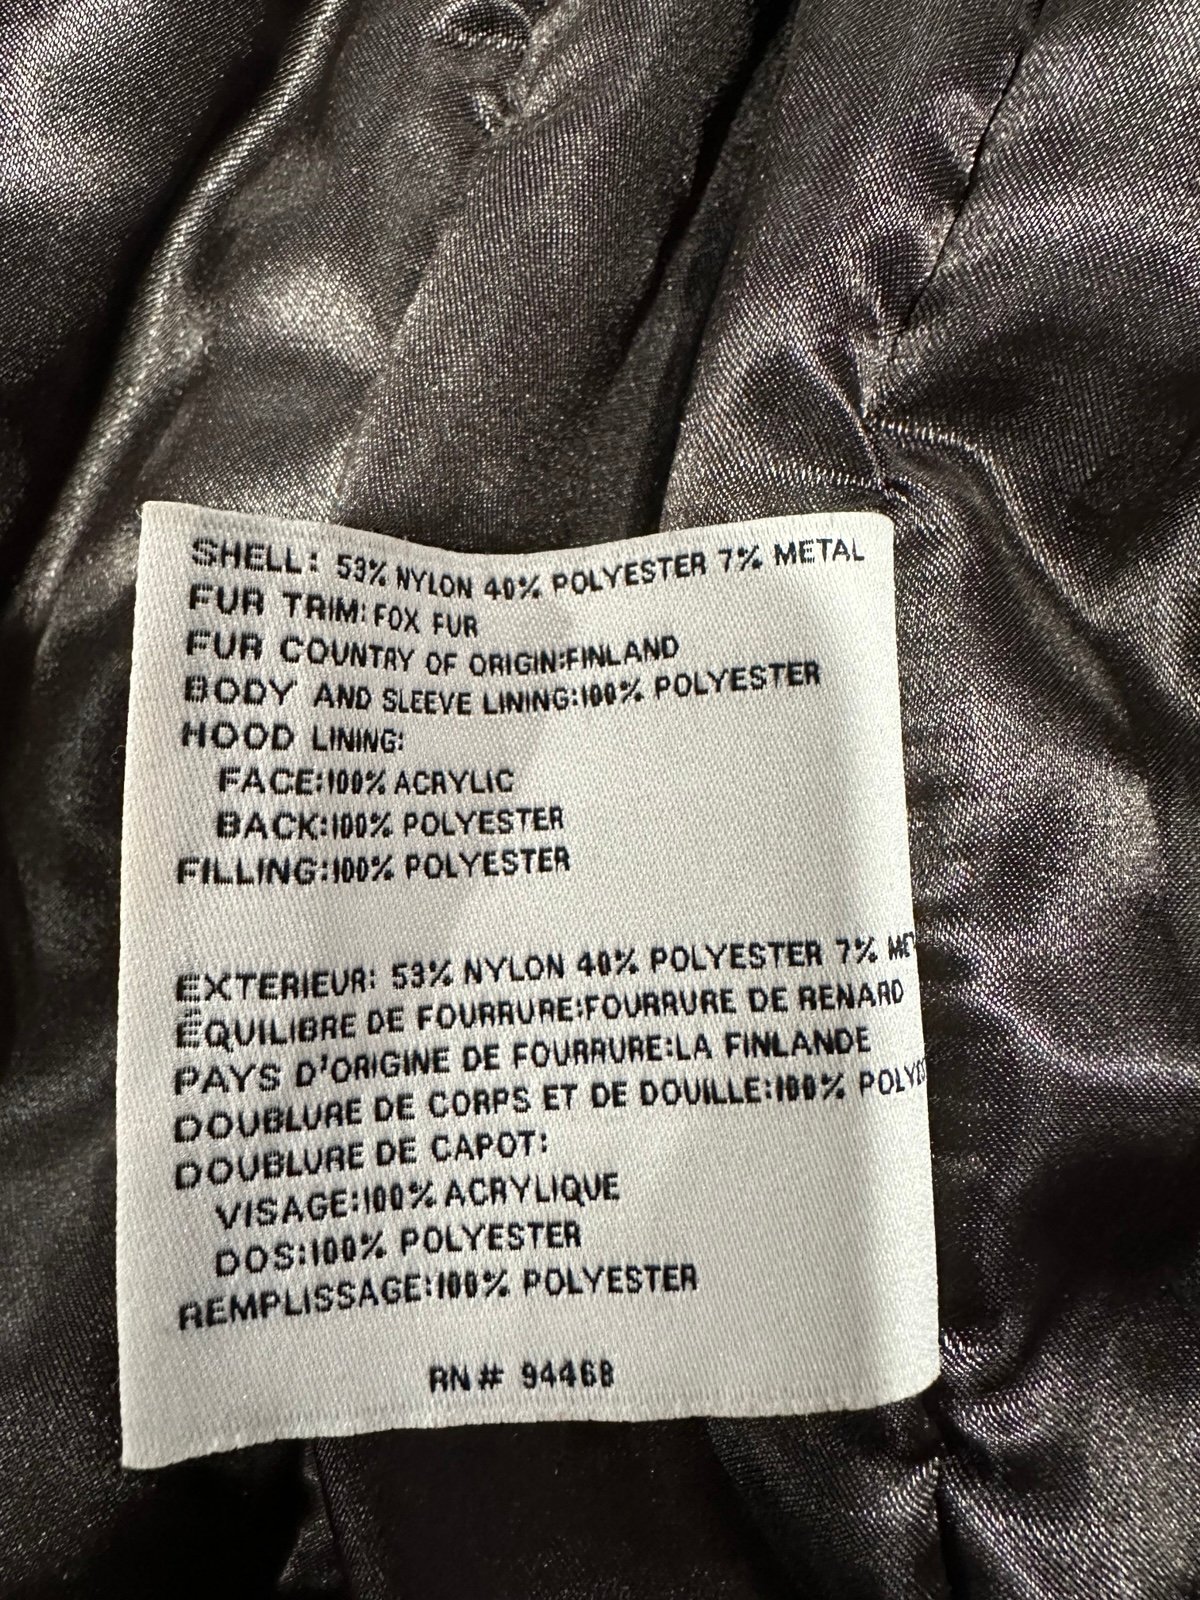 SHELL: 53% NYLON 40% POLYESTER 7% METAL
FUR TRIM: FOX FUR
FUR COUNTRY OF ORIGIN:FINLAND
BODY AND SLEEVE LINING:100% POLYESTER
HOOD LINING:
FACE:100% ACRYLIC
BACK:100% POLYESTER
FILLING:100% POLYESTER
EXTERIEUR: 53% NYLON 40% POLYESTER 7%
ÉQUILIBRE DE FOURRURE:FOURRURE DE RENARD
PAYS D'ORIGINE DE FOURRURE:LA FINLANDE
DOUBLURE DE CORPS ET DE DOUILLE:100%
DOUBLURE DE CAPOT:
VISAGE:100% ACRYLIQUE
DOS:100% POLYESTER
REMPLISSAGE:100% POLYESTER
RN# 94468